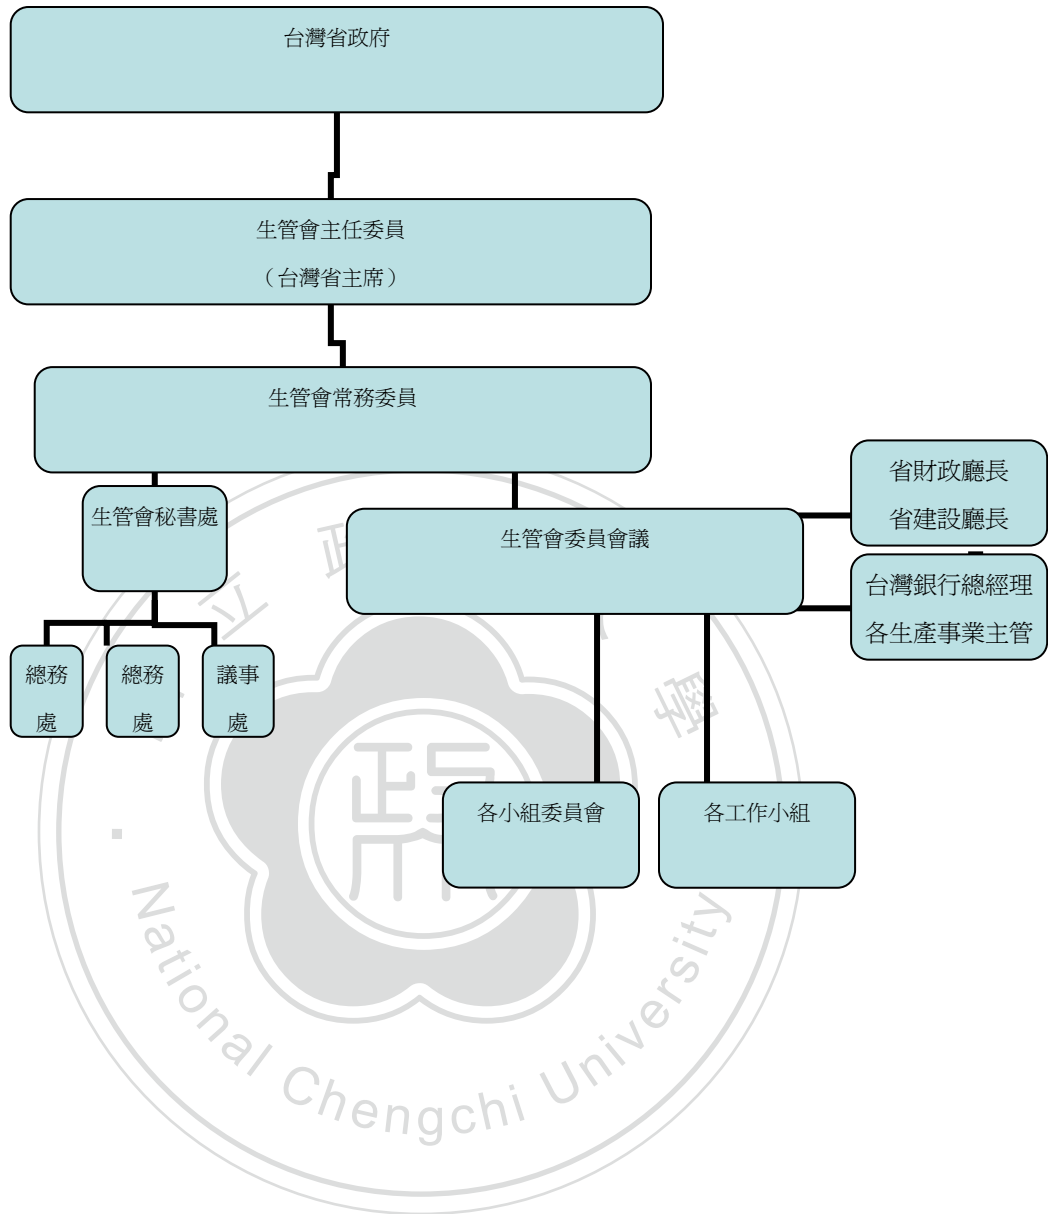 台灣省政府
生管會主任委員
（台灣省主席）
生管會常務委員
省財政廳長
省建設廳長
生管會秘書處
生管會委員會議
台灣銀行總經理
各生產事業主管
總務
處
總務
處
議事
處
各小組委員會
各工作小組
立
政
學
政
National Chengchi University